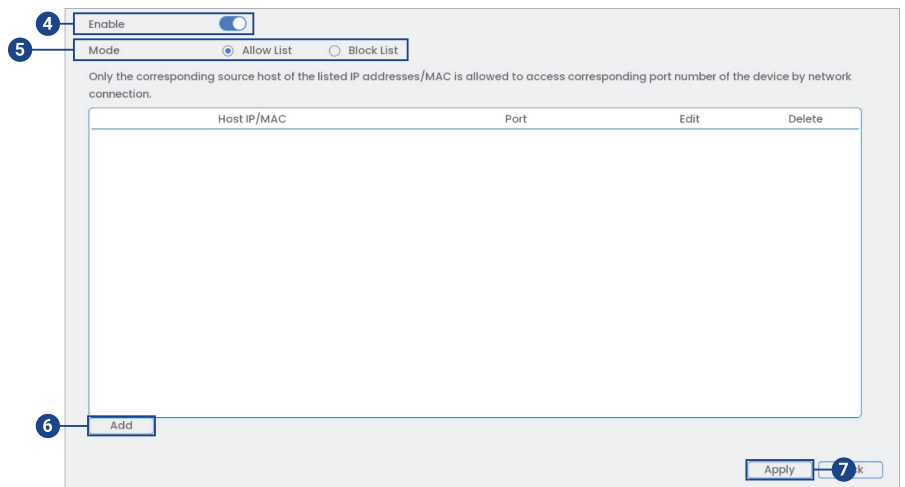 4 Enable
5 Mode Allow List Block List
Only the corresponding source host of the listed IP addresses/MAC is allowed to access corresponding port number of the device by network
connection.
Host IP/MAC Port Edit Delete
6 Add
Apply 7